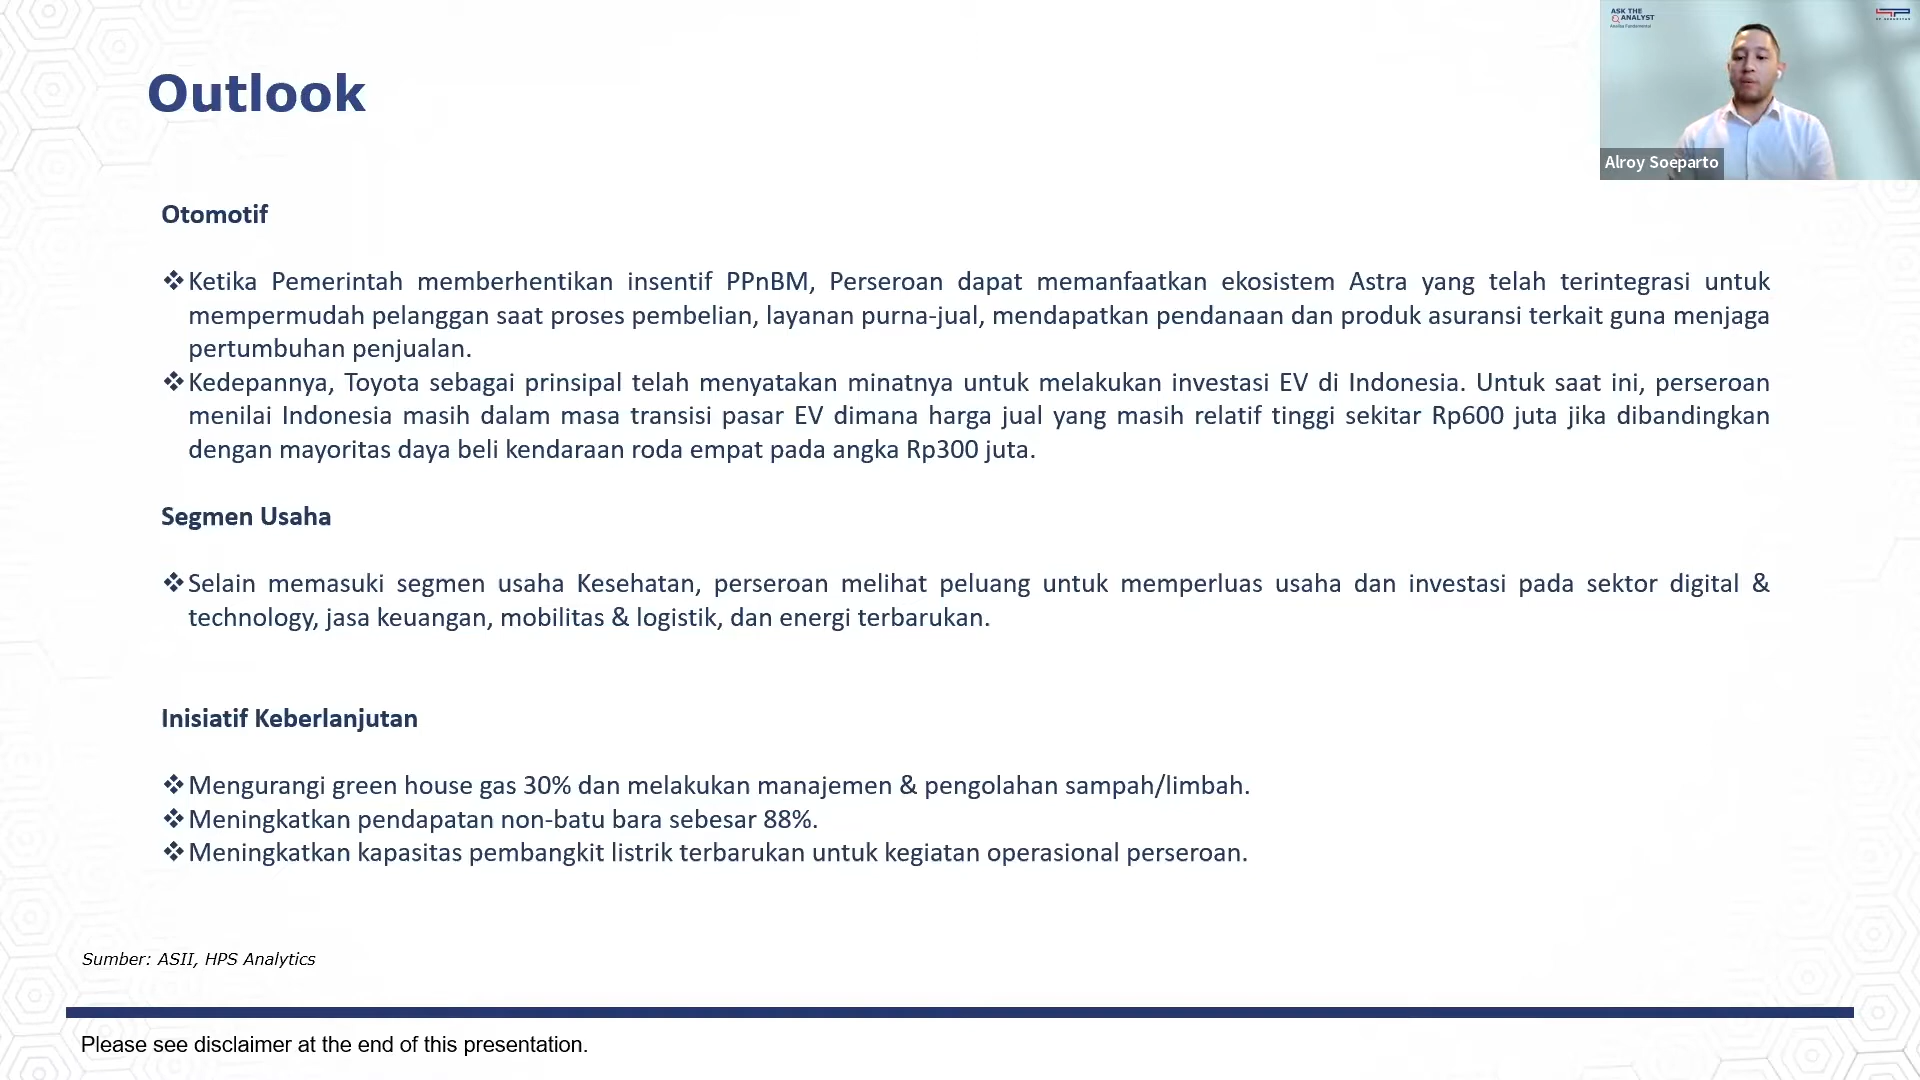 Outlook
ASK THE
ANALYST
Alroy Soeparto
Otomotif
❖Ketika Pemerintah memberhentikan insentif PPnBM, Perseroan dapat memanfaatkan ekosistem Astra yang telah terintegrasi untuk
mempermudah pelanggan saat proses pembelian, layanan purna-jual, mendapatkan pendanaan dan produk asuransi terkait guna menjaga
pertumbuhan penjualan.
❖Kedepannya, Toyota sebagai prinsipal telah menyatakan minatnya untuk melakukan investasi EV di Indonesia. Untuk saat ini, perseroan
menilai Indonesia masih dalam masa transisi pasar EV dimana harga jual yang masih relatif tinggi sekitar Rp600 juta jika dibandingkan
dengan mayoritas daya beli kendaraan roda empat pada angka Rp300 juta.
Segmen Usaha
❖Selain memasuki segmen usaha Kesehatan, perseroan melihat peluang untuk memperluas usaha dan investasi pada sektor digital &
technology, jasa keuangan, mobilitas & logistik, dan energi terbarukan.
Inisiatif Keberlanjutan
❖Mengurangi green house gas 30% dan melakukan manajemen & pengolahan sampah/limbah.
❖Meningkatkan pendapatan non-batu bara sebesar 88%.
❖Meningkatkan kapasitas pembangkit listrik terbarukan untuk kegiatan operasional perseroan.
Sumber: ASII, HPS Analytics
Please see disclaimer at the end of this presentation.